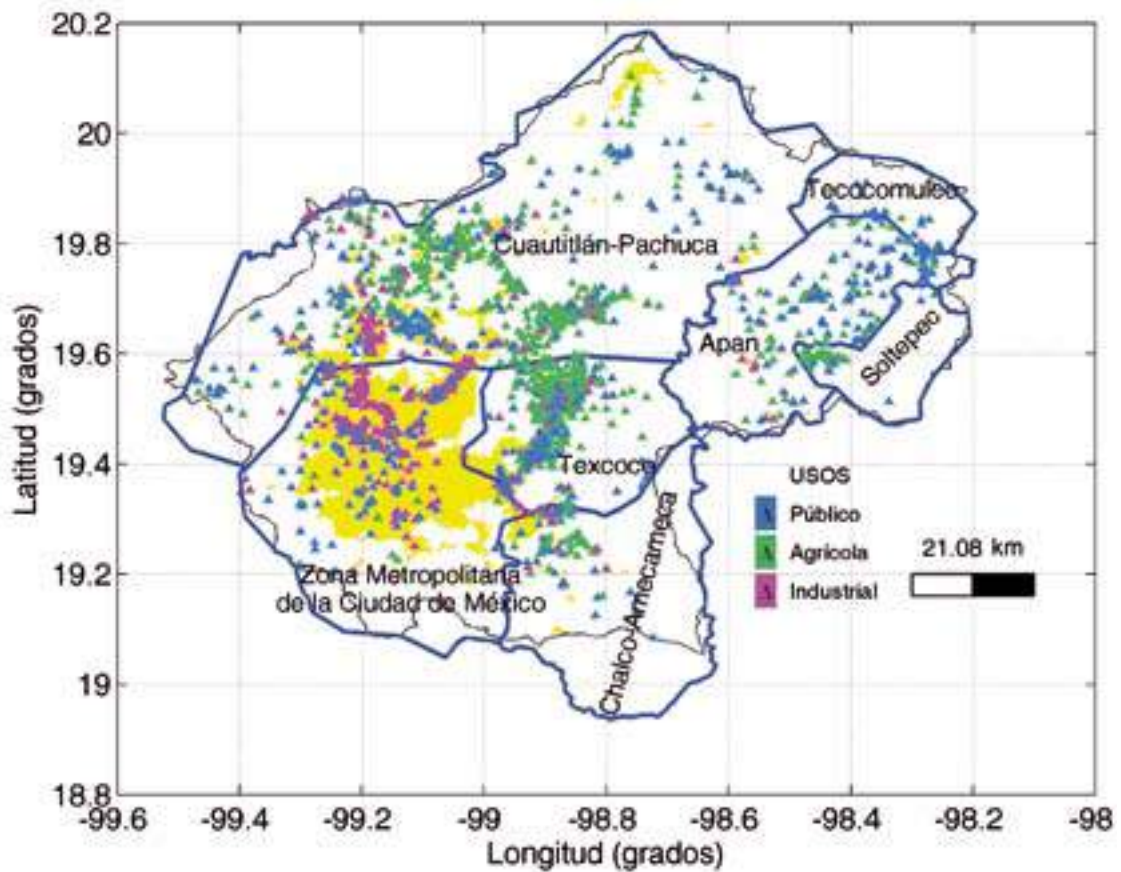 20.2
20
19.8
19.6
19.4
19.2
19
18.8
-99.6
-99.4
-99.2
-99
-98.8
-98.6
-98.4
-98.2
-98
Latitud (grados)
Longitud (grados)
Tecocomulco
Cuautitlán-Pachuca
Apan
Soltepec
Texcoco
Zona Metropolitana
de la Ciudad de México
Chalco-Amecameca
USOS
Público
Agrícola
Industrial
21.08 km